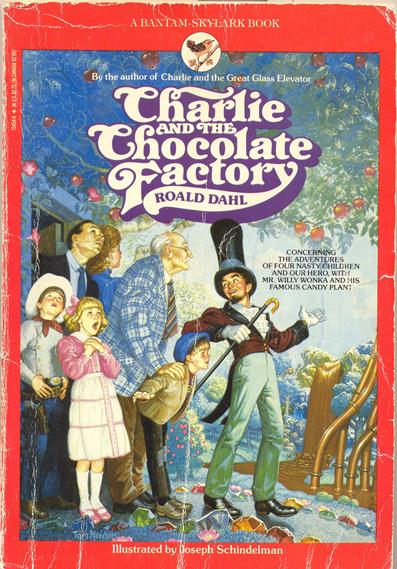 A BANTAM-SKYLARK BOOK
By the author of Charlie and the Great Glass Elevator
Charlie
AND THE
Chocolate
Factory
ROALD DAHL
CONCERNING
THE ADVENTURES
OF FOUR NASTY CHILDREN
AND OUR HERO, WITH
MR. WILLY WONKA AND HIS
FAMOUS CANDY PLANT
Illustrated by Joseph Schindelman